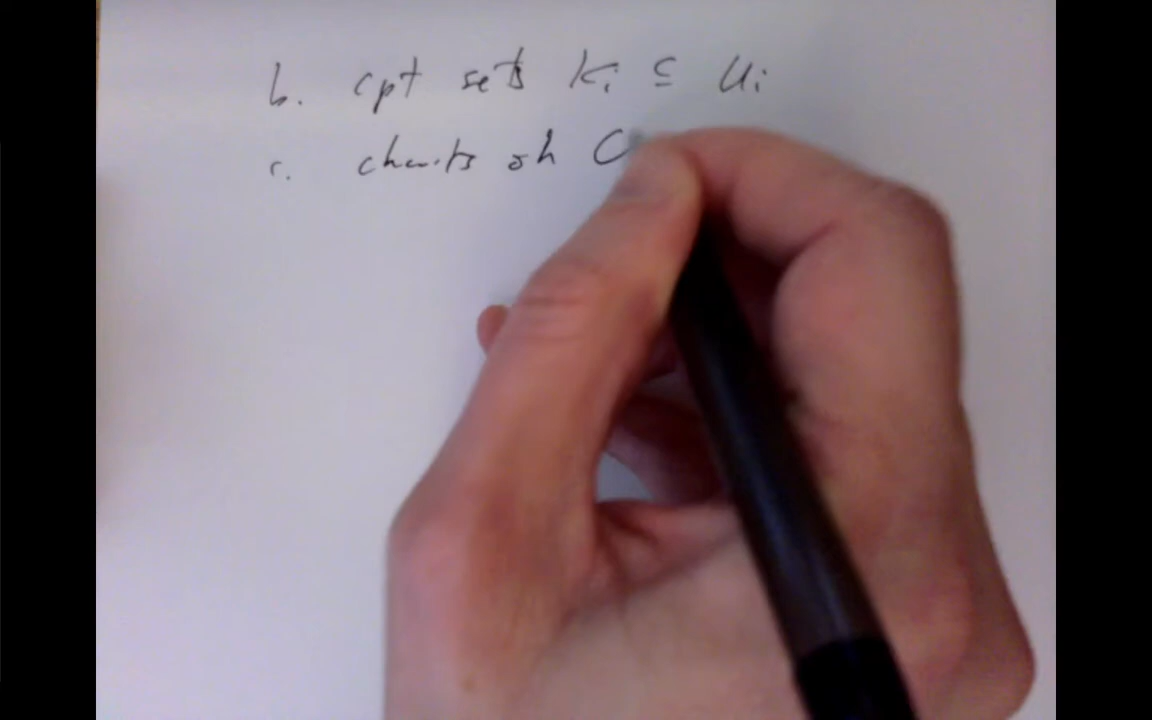 b. cpt sets Ki ⊆ Ui
c. charts on